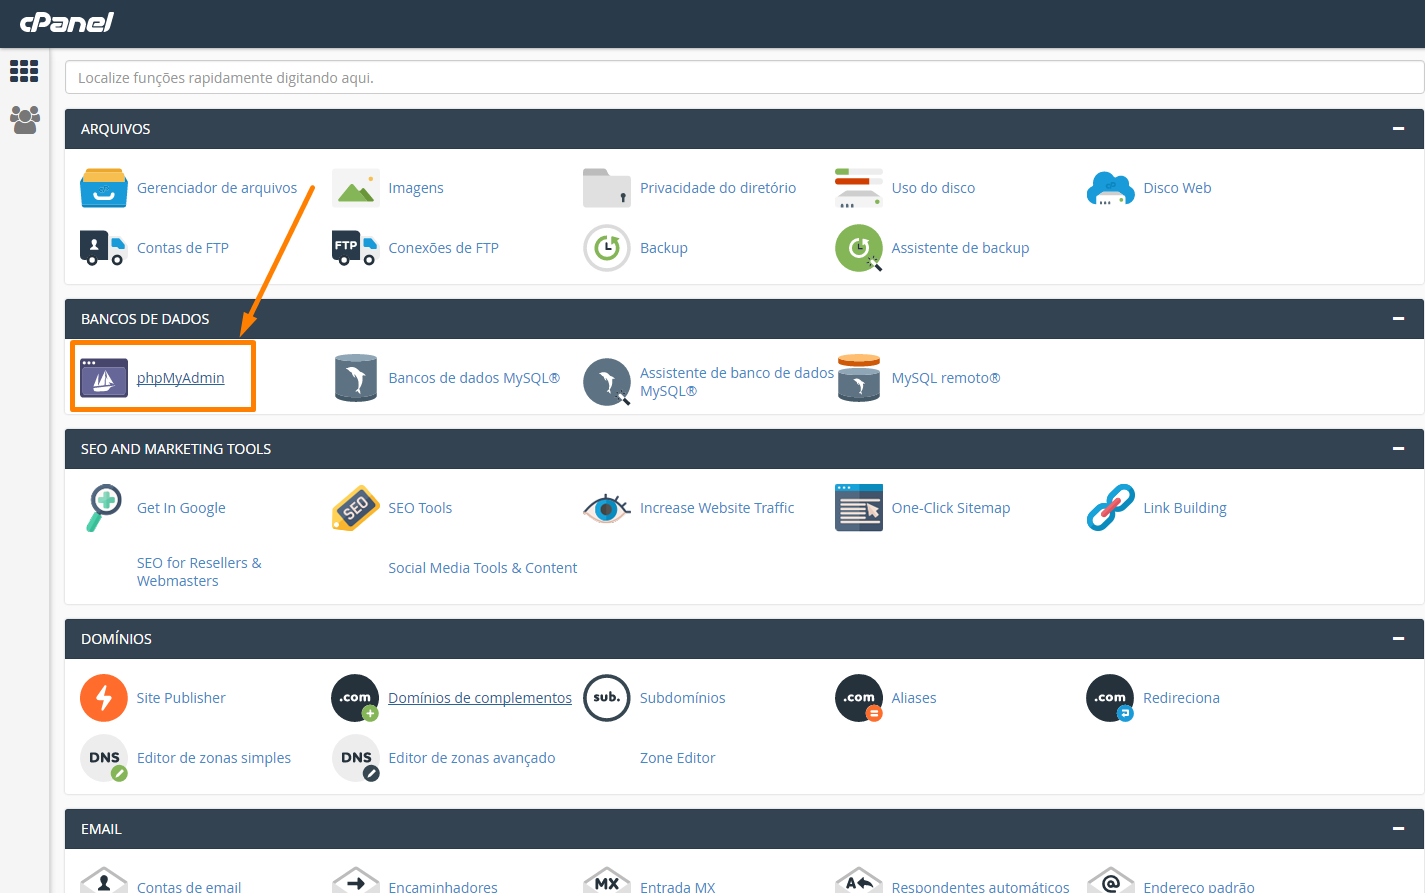 cPanel
Localize funções rapidamente digitando aqui.
ARQUIVOS
Gerenciador de arquivos
Imagens
Privacidade do diretório
Uso do disco
Disco Web
Contas de FTP
FTP
Conexões de FTP
Backup
Assistente de backup
BANCOS DE DADOS
phpMyAdmin
Bancos de dados MySQL®
Assistente de banco de dados
MySQL®
MySQL remoto®
SEO AND MARKETING TOOLS
Get In Google
SEO
SEO Tools
Increase Website Traffic
One-Click Sitemap
Link Building
SEO for Resellers &
Webmasters
Social Media Tools & Content
DOMÍNIOS
Site Publisher
.com
Domínios de complementos
sub.
Subdomínios
.com
Aliases
.com
Redireciona
DNS
Editor de zonas simples
DNS
Editor de zonas avançado
Zone Editor
EMAIL
Contas de email
Encaminhadores
MX
Entrada MX
A
Respondentes automáticos
@
Endereço padrão